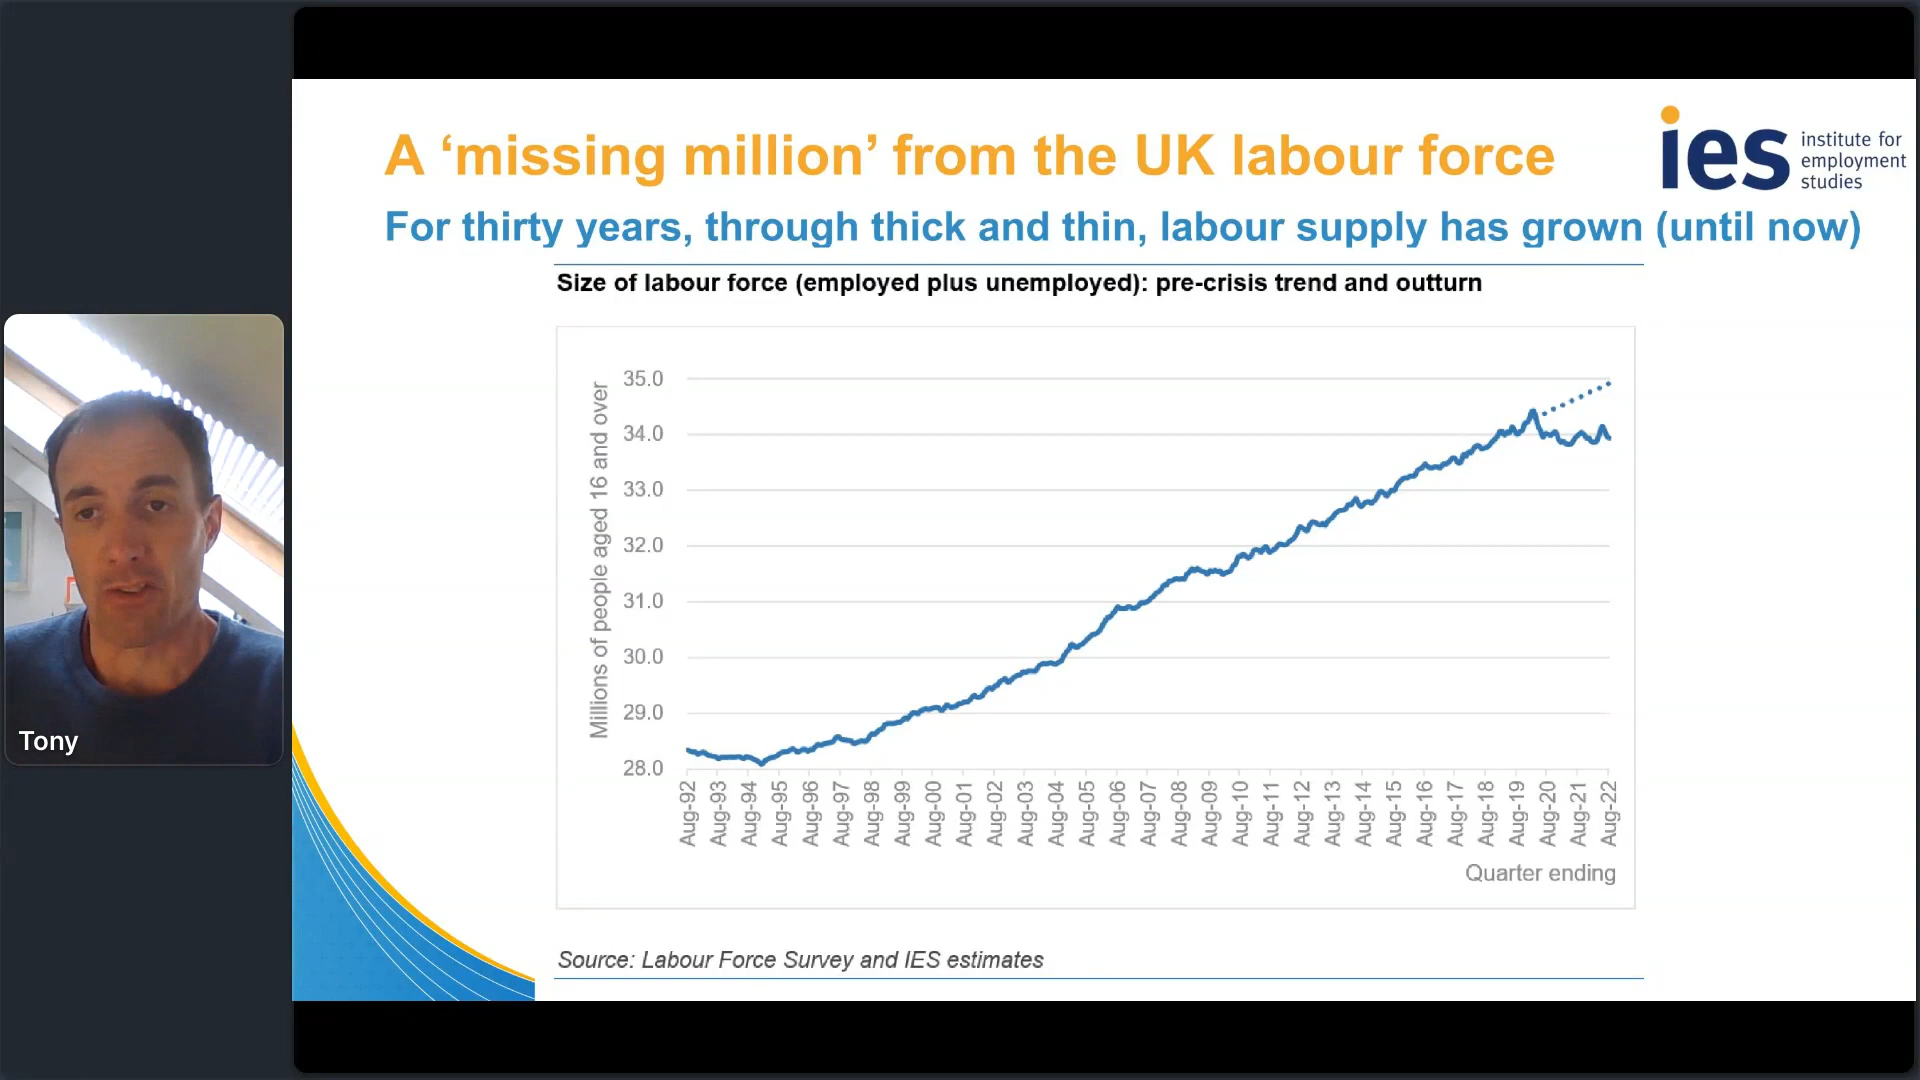 A ‘missing million’ from the UK labour force
ies
institute for
employment
studies
For thirty years, through thick and thin, labour supply has grown (until now)
Size of labour force (employed plus unemployed): pre-crisis trend and outturn
Millions of people aged 16 and over
35.0
34.0
33.0
32.0
31.0
30.0
29.0
28.0
Aug-92
Aug-93
Aug-94
Aug-95
Aug-96
Aug-97
Aug-98
Aug-99
Aug-00
Aug-01
Aug-02
Aug-03
Aug-04
Aug-05
Aug-06
Aug-07
Aug-08
Aug-09
Aug-10
Aug-11
Aug-12
Aug-13
Aug-14
Aug-15
Aug-16
Aug-17
Aug-18
Aug-19
Aug-20
Aug-21
Aug-22
Quarter ending
Source: Labour Force Survey and IES estimates
Tony